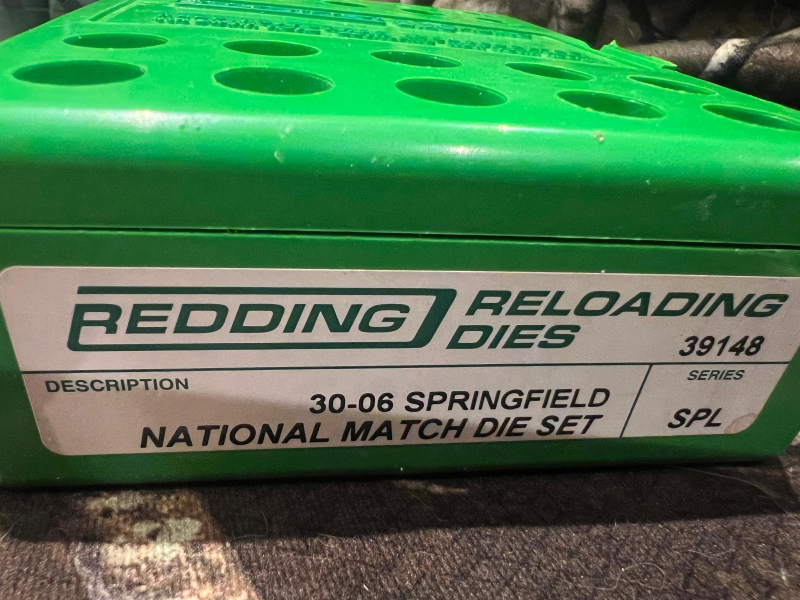 REDDING RELOADING
DIES 39148
DESCRIPTION
30-06 SPRINGFIELD
NATIONAL MATCH DIE SET
SERIES
SPL